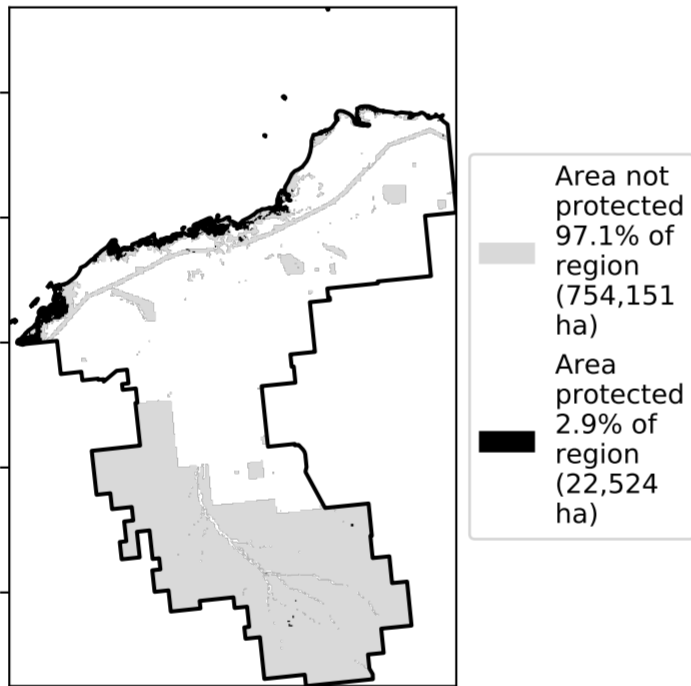 Area not
protected
97.1% of
region
(754,151
ha)
Area
protected
2.9% of
region
(22,524
ha)